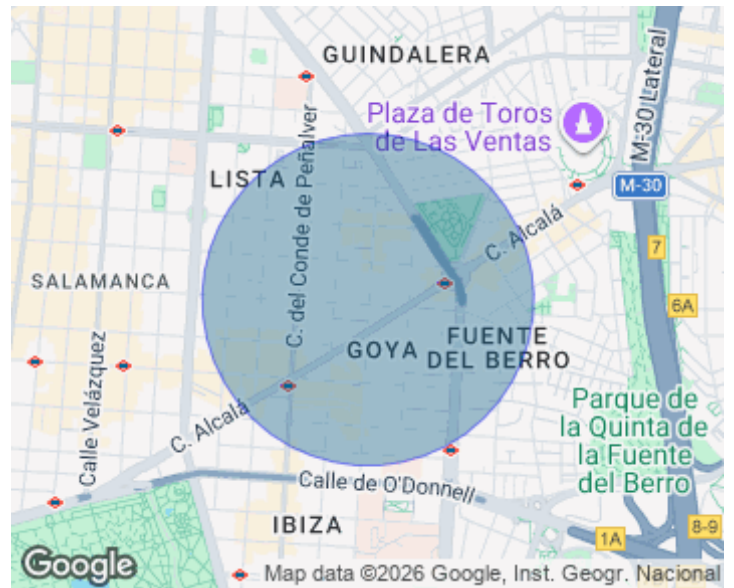 GUINDALERA
Plaza de Toros
de Las Ventas
M-30 Lateral
M-30
LISTA
C. del Conde de Peñalver
C. Alcalá
7
SALAMANCA
6A
Calle Velázquez
GOYA
FUENTE
DEL BERRO
C. Alcalá
Parque de
la Quinta de
la Fuente
del Berro
Calle de O'Donnell
IBIZA
1A
8-9
Google
Map data ©2026 Google, Inst. Geogr. Nacional